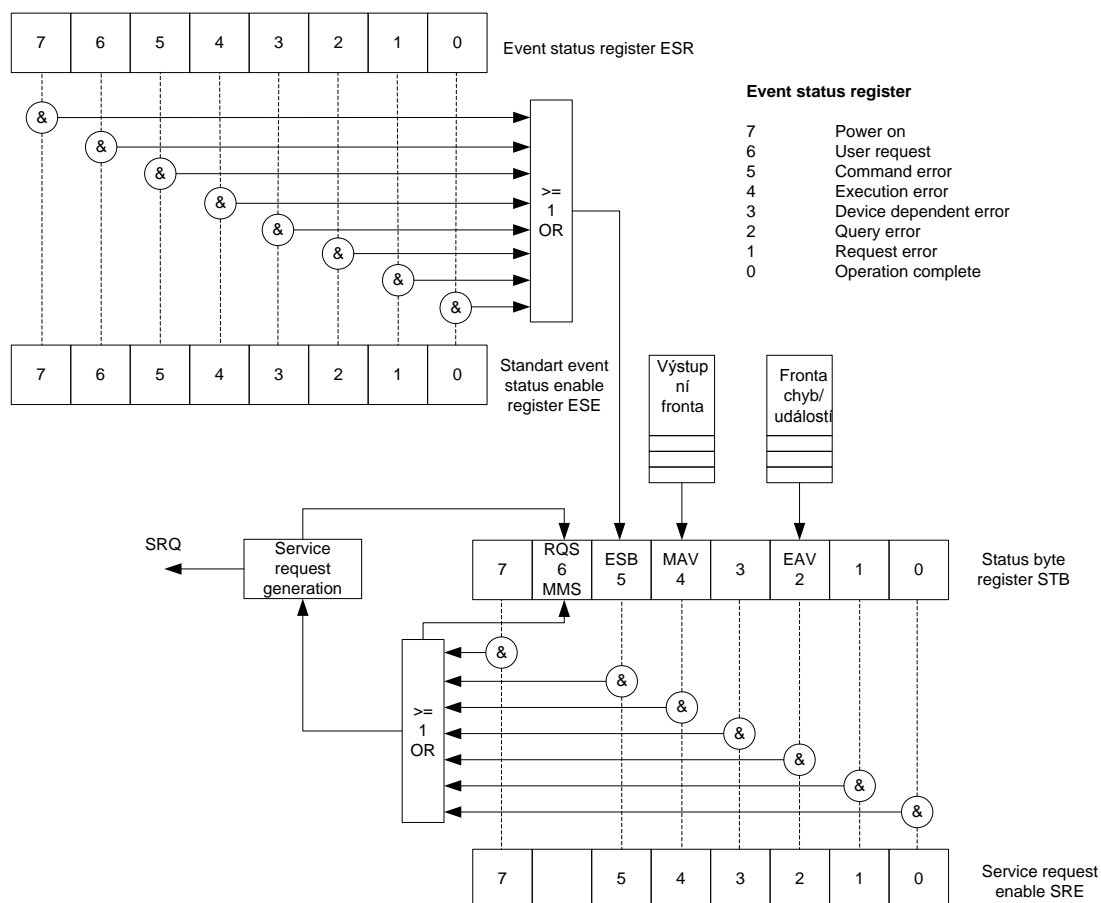 7 6 5 4 3 2 1 0
Event status register ESR
&
&
&
&
&
&
&
&
>=
1
OR
Event status register
7 Power on
6 User request
5 Command error
4 Execution error
3 Device dependent error
2 Query error
1 Request error
0 Operation complete
7 6 5 4 3 2 1 0
Standart event
status enable
register ESE
Výstup
ní
fronta
Fronta
chyb/
událostí
SRQ
Service
request
generation
7
RQS
6
MMS
ESB
5
MAV
4
3
EAV
2
1
0
Status byte
register STB
>=
1
OR
&
&
&
&
&
&
&
7 5 4 3 2 1 0
Service request
enable SRE